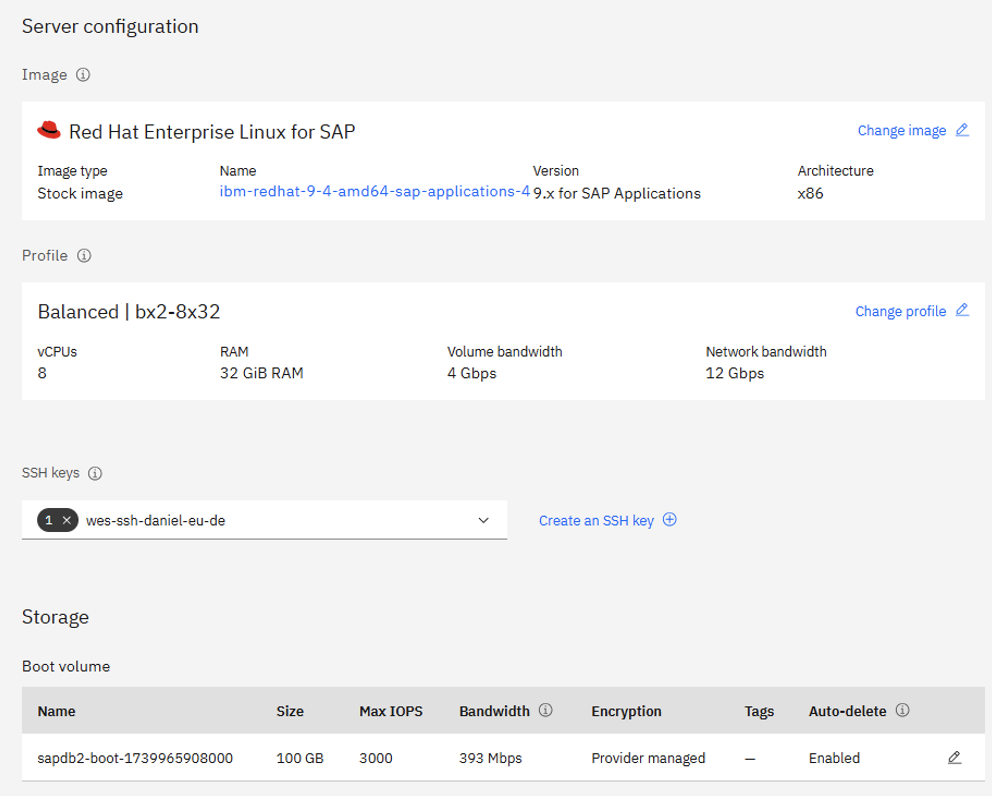 Server configuration
Image
Red Hat Enterprise Linux for SAP Change image
Image type Name Version Architecture
Stock image ibm-redhat-9-4-amd64-sap-applications-4 9.x for SAP Applications x86
Profile
Balanced | bx2-8x32 Change profile
vCPUs RAM Volume bandwidth Network bandwidth
8 32 GiB RAM 4 Gbps 12 Gbps
SSH keys
1 × wes-ssh-daniel-eu-de Create an SSH key
Storage
Boot volume
Name Size Max IOPS Bandwidth Encryption Tags Auto-delete
sapdb2-boot-1739965908000 100 GB 3000 393 Mbps Provider managed – Enabled